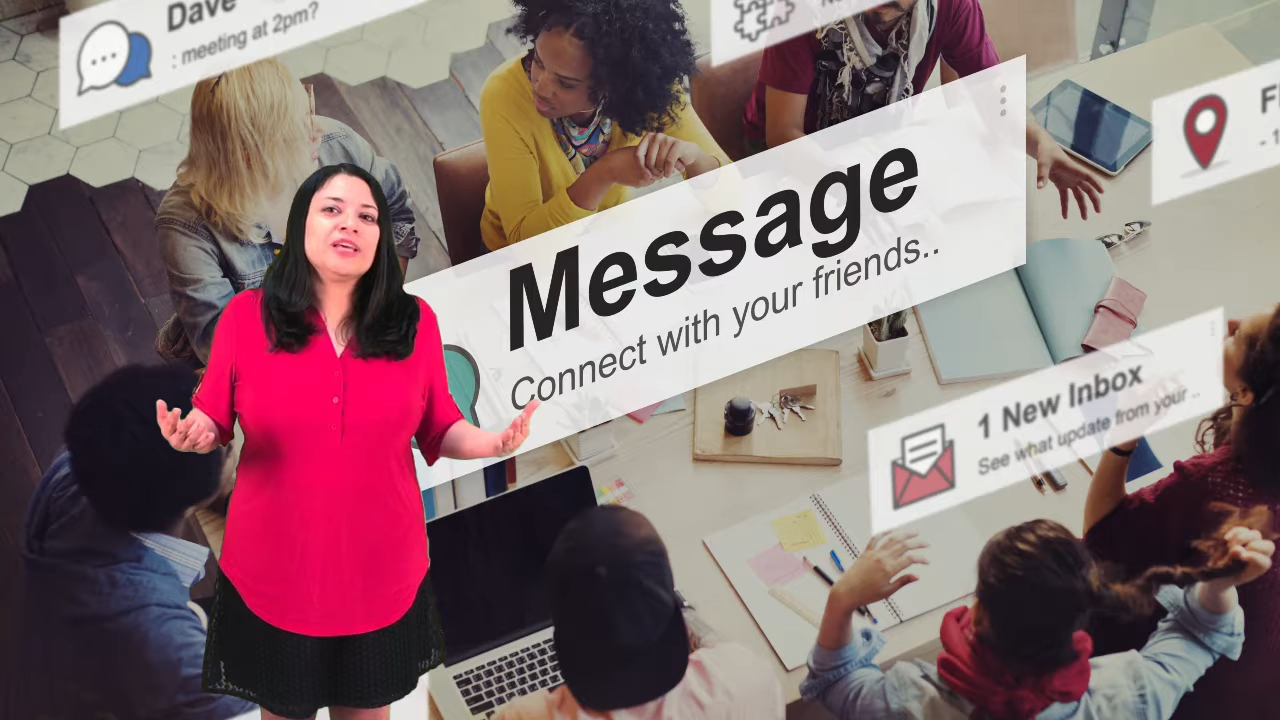 Dave
: meeting at 2pm?
Message
Connect with your friends..
1 New Inbox
See what update from your ..